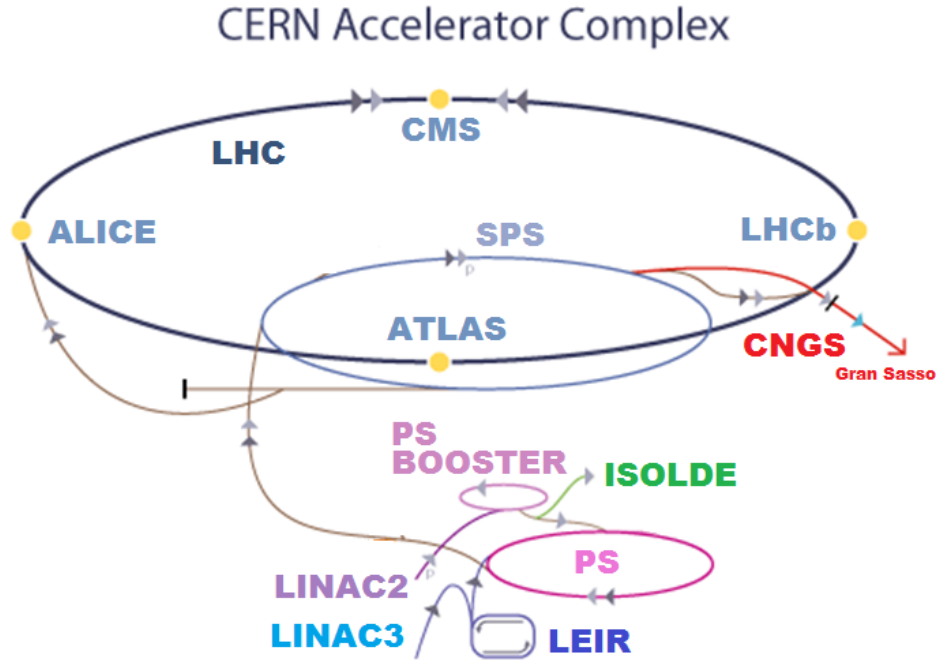 CERN Accelerator Complex
CMS
LHC
ALICE
SPS
LHCb
p
ATLAS
CNGS
Gran Sasso
PS
BOOSTER
ISOLDE
PS
p
LINAC2
LINAC3
LEIR